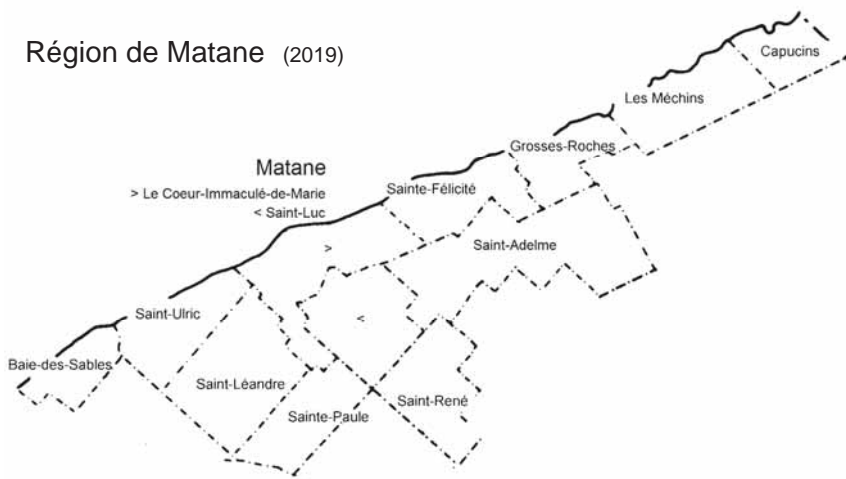 Région de Matane (2019)
Capucins
Les Méchins
Grosses-Roches
Matane
> Le Coeur-Immaculé-de-Marie
< Saint-Luc
Sainte-Félicité
Saint-Adelme
>
Saint-Ulric
<
Baie-des-Sables
Saint-Léandre
Saint-René
Sainte-Paule